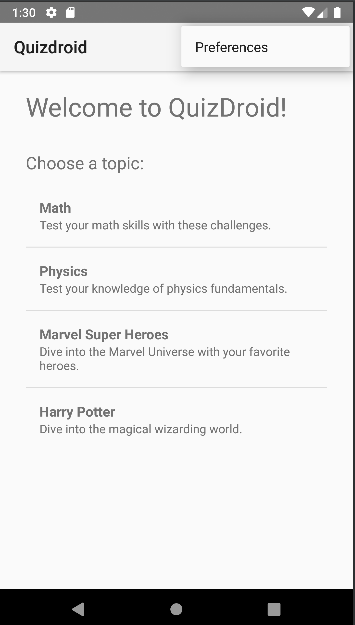 1:30
Quizdroid
Preferences
Welcome to QuizDroid!
Choose a topic:
Math
Test your math skills with these challenges.
Physics
Test your knowledge of physics fundamentals.
Marvel Super Heroes
Dive into the Marvel Universe with your favorite
heroes.
Harry Potter
Dive into the magical wizarding world.